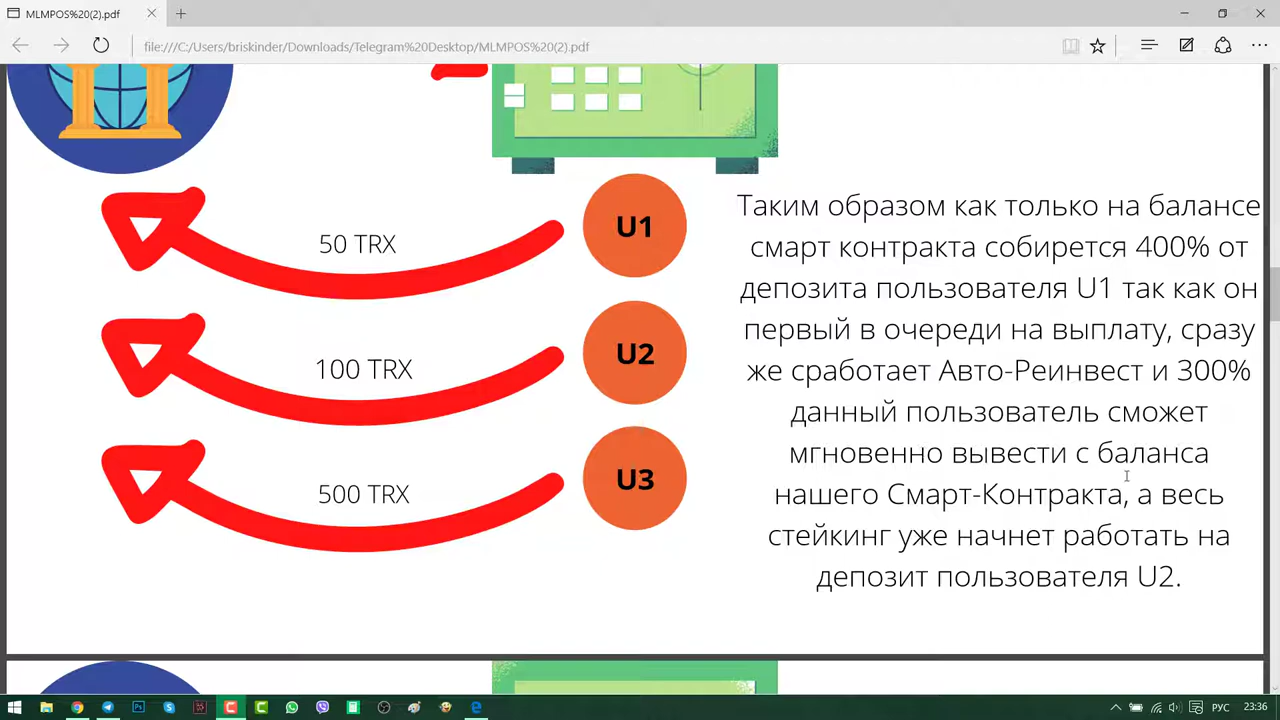 MLMPOS%20(2).pdf
file:///C:/Users/briskinder/Downloads/Telegram%20Desktop/MLMPOS%20(2).pdf
50 TRX
U1
100 TRX
U2
500 TRX
U3
Таким образом как только на балансе
смарт контракта собирется 400% от
депозита пользователя U1 так как он
первый в очереди на выплату, сразу
же сработает Авто-Реинвест и 300%
данный пользователь сможет
мгновенно вывести с баланса
нашего Смарт-Контракта, а весь
стейкинг уже начнет работать на
депозит пользователя U2.
РУС
23:36